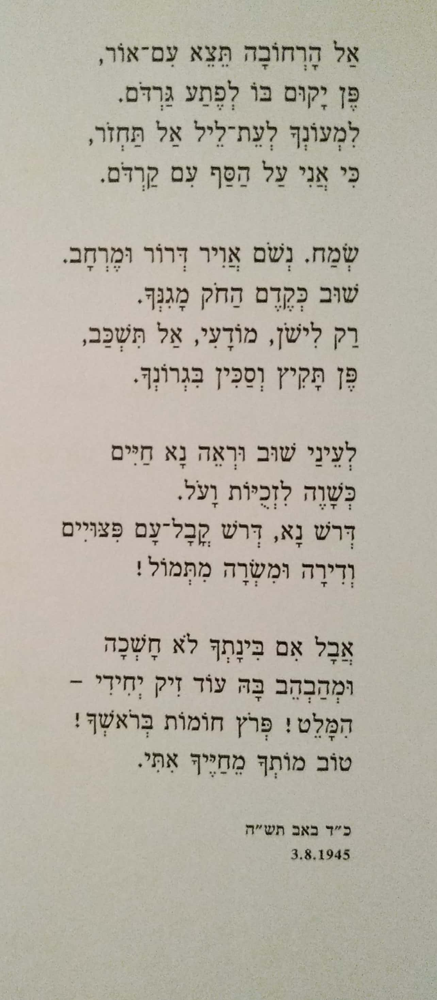 אַל הָרְחוֹבָה תֵּצֵא עִם־אוֹר,
פֶּן יָקוּם בּוֹ לְפֶתַע גַּרְדֹּם.
לִמְעוֹנְךָ לְעֵת־לֵיל אַל תַּחְזֹר,
כִּי אֲנִי עַל הַסַּף עִם קַרְדֹּם.
שְׂמַח. נְשֹׁם אֲוִיר דְּרוֹר וּמֶרְחָב.
שׁוּב כְּקֶדֶם הַחֹק מָגִנְּךָ.
רַק לִישֹׁן, מוֹדָעִי, אַל תִּשְׁכַּב,
פֶּן תָּקִיץ וְסַכִּין בִּגְרוֹנְךָ.
לְעֵינַי שׁוּב וּרְאֵה נָא חַיִּים
כְּשָׁוֶה לִזְכֻיּוֹת וָעֹל.
דְּרֹשׁ נָא, דְּרֹשׁ קֳבָל־עָם פִּצּוּיִים
וְדִירָה וּמִשְׂרָה מִתְּמוֹל!
אֲבָל אִם בִּינָתְךָ לֹא חָשְׁכָה
וּמְהַבְהֵב בָּהּ עוֹד זִיק יְחִידִי –
הִמָּלֵט! פְּרֹץ חוֹמוֹת בְּרֹאשְׁךָ!
טוֹב מוֹתְךָ מֵחַיֶּיךָ אִתִּי.
כ״ד באב תש״ה
3.8.1945